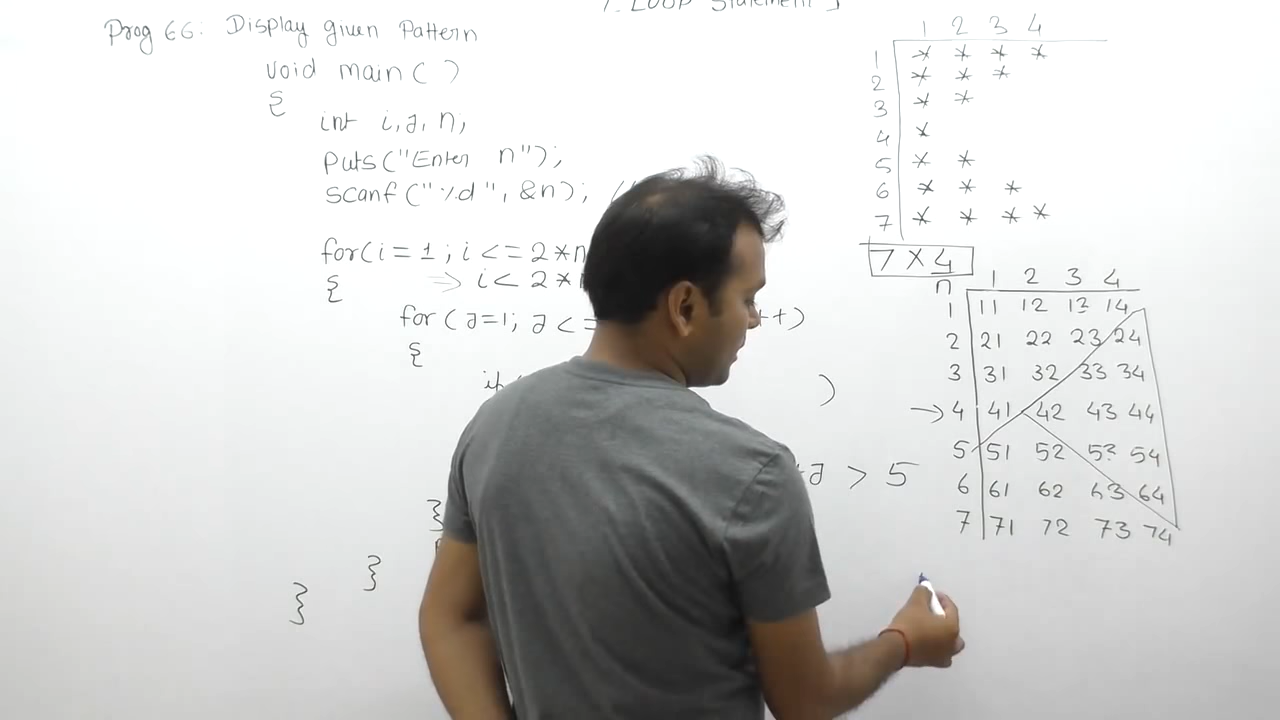 7. LOOP Statement ]
Prog 66: Display given Pattern
void main( )
{
int i,j,n;
puts("Enter n");
scanf("%d", &n); /
for(i=1; i<=2*n
{ => i< 2*
for(j=1; j<= ++)
{
if( )
+j > 5
}
}
}
1 2 3 4
1 * * * *
2 * * *
3 * *
4 *
5 * *
6 * * *
7 * * * *
7 X 4
n
1 2 3 4
1 11 12 13 14
2 21 22 23 24
3 31 32 33 34
→ 4 41 42 43 44
5 51 52 53 54
6 61 62 63 64
7 71 72 73 74